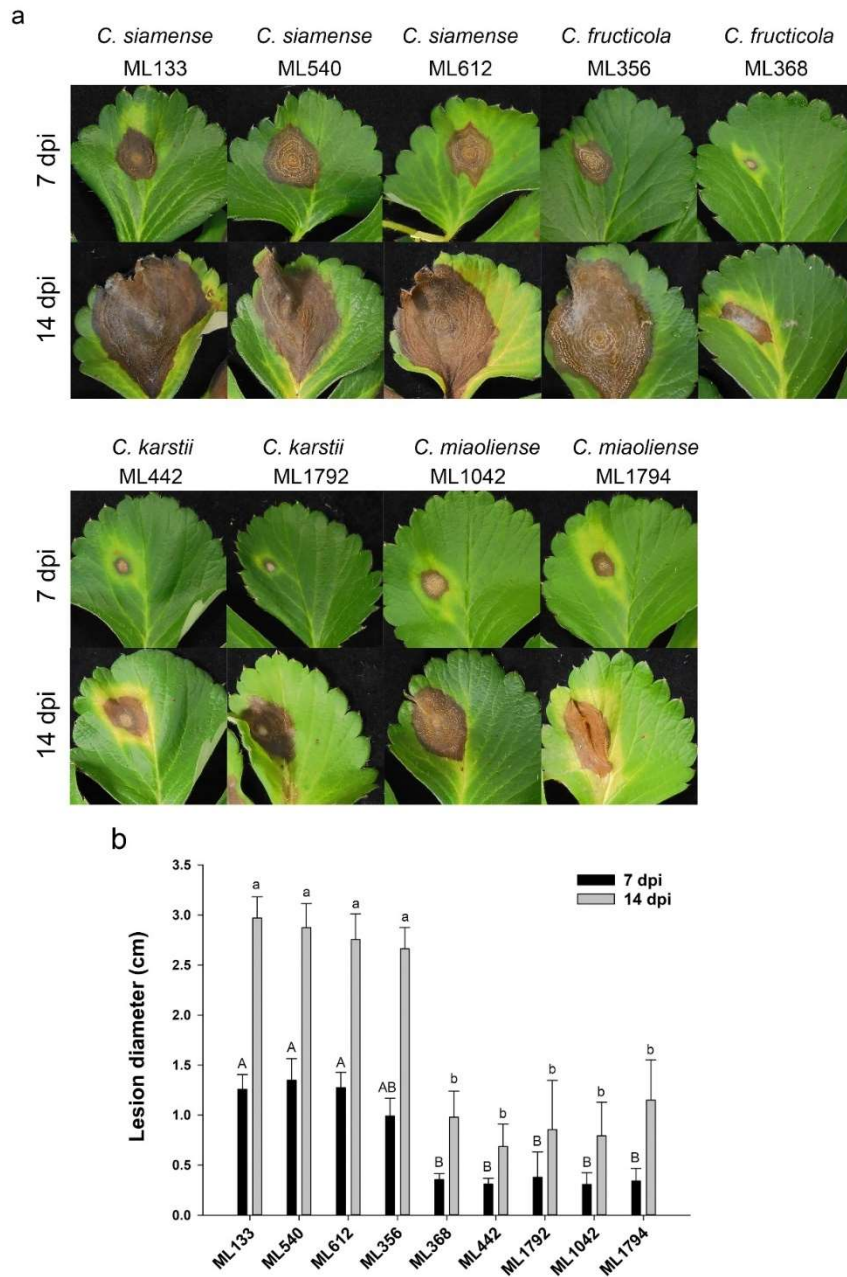 a
C. siamense C. siamense C. siamense C. fructicola C. fructicola
ML133 ML540 ML612 ML356 ML368
7 dpi
14 dpi
C. karstii C. karstii C. miaoliense C. miaoliense
ML442 ML1792 ML1042 ML1794
7 dpi
14 dpi
b
3.5
3.0
2.5
2.0
1.5
1.0
0.5
0.0
Lesion diameter (cm)
7 dpi
14 dpi
a a a a
A A A AB
b b b b b
B B B B B
ML133 ML540 ML612 ML356 ML368 ML442 ML1792 ML1042 ML1794